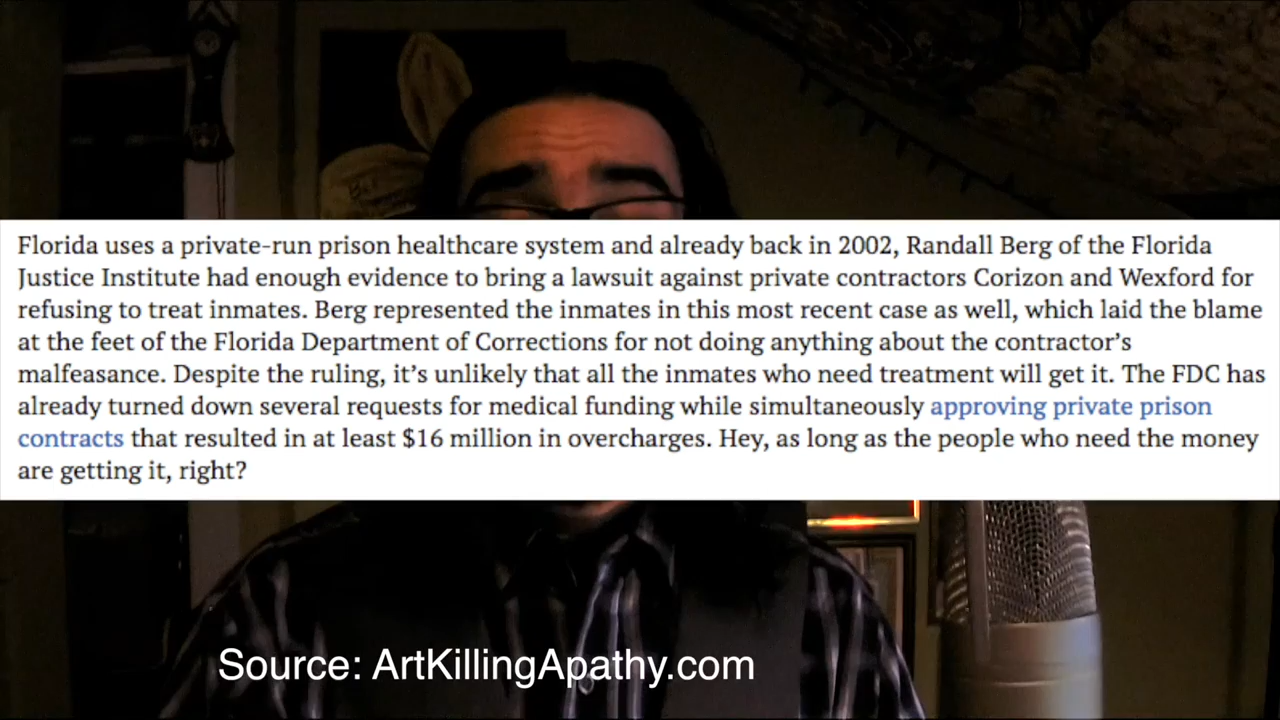 Florida uses a private-run prison healthcare system and already back in 2002, Randall Berg of the Florida
Justice Institute had enough evidence to bring a lawsuit against private contractors Corizon and Wexford for
refusing to treat inmates. Berg represented the inmates in this most recent case as well, which laid the blame
at the feet of the Florida Department of Corrections for not doing anything about the contractor’s
malfeasance. Despite the ruling, it’s unlikely that all the inmates who need treatment will get it. The FDC has
already turned down several requests for medical funding while simultaneously approving private prison
contracts that resulted in at least $16 million in overcharges. Hey, as long as the people who need the money
are getting it, right?
Source: ArtKillingApathy.com